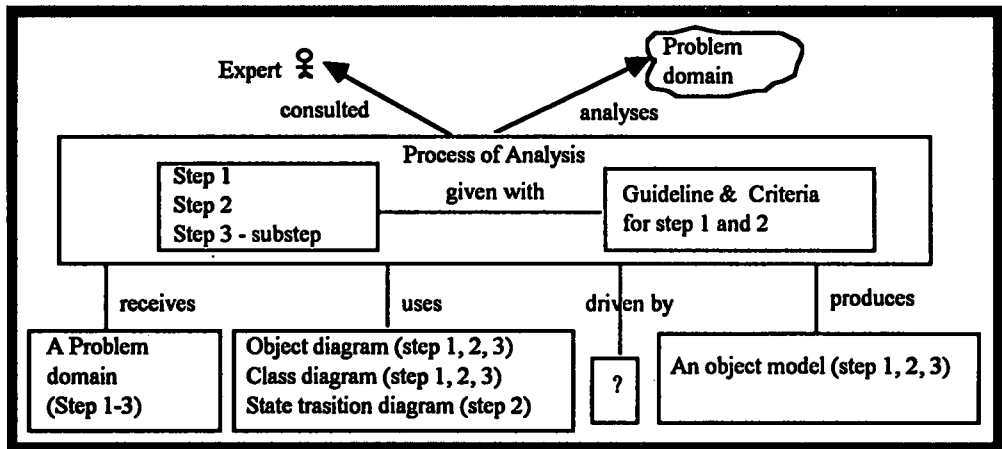 Expert
consulted
Problem
domain
analyses
Process of Analysis
Step 1
Step 2
Step 3 - substep
given with
Guideline & Criteria
for step 1 and 2
receives
uses
driven by
produces
A Problem
domain
(Step 1-3)
Object diagram (step 1, 2, 3)
Class diagram (step 1, 2, 3)
State trasition diagram (step 2)
?
An object model (step 1, 2, 3)